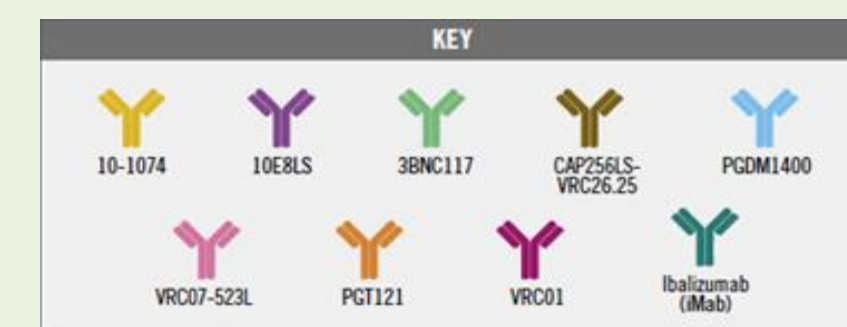 KEY
10-1074
10E8LS
3BNC117
CAP256LS-
VRC26.25
PGDM1400
VRC07-523L
PGT121
VRC01
Ibalizumab
(iMab)